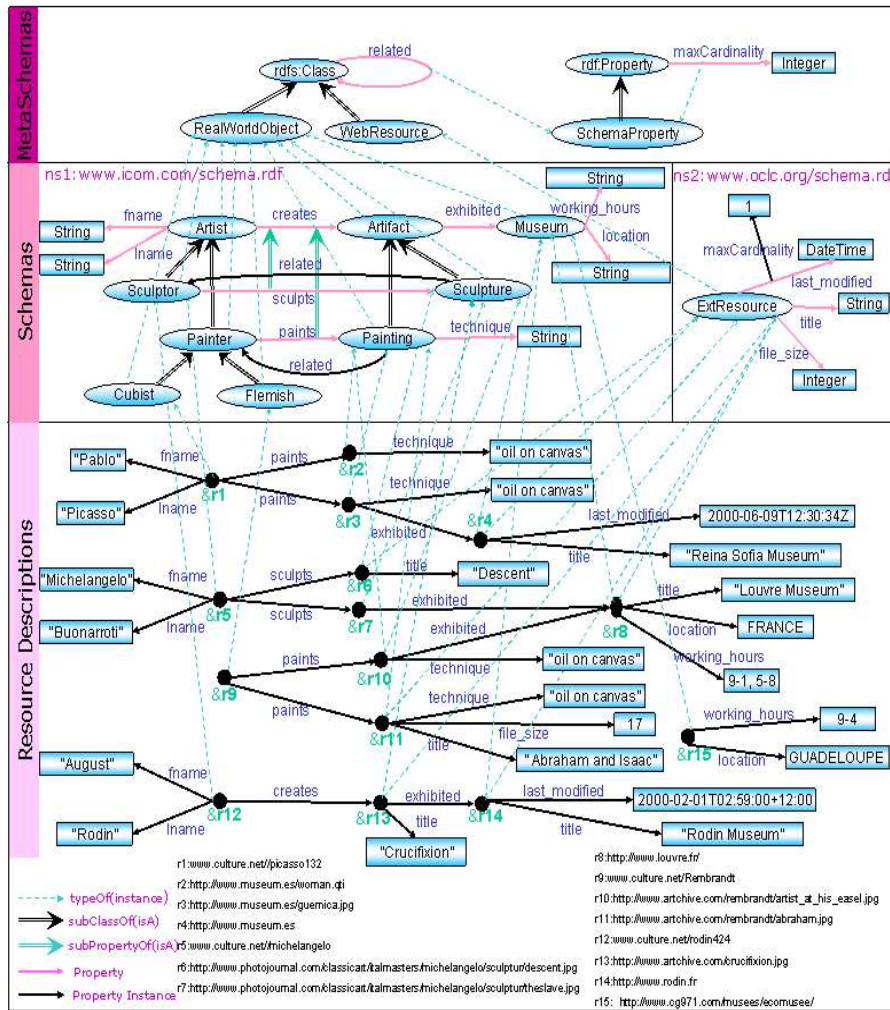 MetaSchemas
related
rdfs:Class
rdf:Property
maxCardinality
Integer
RealWorldObject
WebResource
SchemaProperty
Schemas
ns1: www.icom.com/schema.rdf
ns2: www.oclc.org/schema.rd
String
fname
Artist
creates
Artifact
exhibited
Museum
working_hours
String
lname
String
location
String
related
Sculptor
sculpts
Sculpture
Painter
paints
Painting
technique
String
related
Cubist
Flemish
1
maxCardinality
DateTime
last_modified
ExtResource
String
title
file_size
Integer
Resource Descriptions
"Pablo"
fname
"Picasso"
lname
&r1
paints
paints
&r2
technique
"oil on canvas"
&r3
technique
"oil on canvas"
exhibited
&r4
last_modified
2000-06-09T12:30:34Z
title
"Reina Sofia Museum"
"Michelangelo"
fname
"Buonarroti"
lname
&r5
sculpts
sculpts
&r6
title
"Descent"
&r7
exhibited
&r8
title
"Louvre Museum"
location
FRANCE
working_hours
9-1, 5-8
&r9
paints
paints
&r10
exhibited
technique
"oil on canvas"
&r11
technique
"oil on canvas"
file_size
17
title
"Abraham and Isaac"
&r15
working_hours
9-4
location
GUADELOUPE
"August"
fname
"Rodin"
lname
&r12
creates
&r13
exhibited
title
"Crucifixion"
&r14
last_modified
2000-02-01T02:59:00+12:00
title
"Rodin Museum"
typeOf(instance)
subClassOf(isA)
subPropertyOf(isA)
Property
Property Instance
r1:www.culture.net//picasso132
r2:http://www.museum.es/woman.qti
r3:http://www.museum.es/guernica.jpg
r4:http://www.museum.es
r5:www.culture.net//michelangelo
r6:http://www.photojournal.com/classicart/italmasters/michelangelo/sculptur/descent.jpg
r7:http://www.photojournal.com/classicart/italmasters/michelangelo/sculptur/theslave.jpg
r8:http://www.louvre.fr/
r9:www.culture.net/Rembrandt
r10:http://www.artchive.com/rembrandt/artist_at_his_easel.jpg
r11:http://www.artchive.com/rembrandt/abraham.jpg
r12:www.culture.net/rodin424
r13:http://www.artchive.com/crucifixion.jpg
r14:http://www.rodin.fr
r15: http://www.cg971.com/musees/ecomusee/